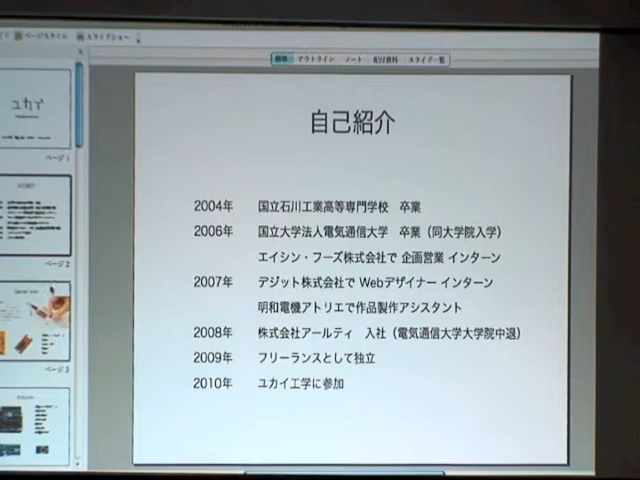 ページスタイル スライドショー
標準 アウトライン ノート 配付資料 スライド一覧
ユカイ
ページ 1
ページ 2
ページ 3
自己紹介
2004年 国立石川工業高等専門学校 卒業
2006年 国立大学法人電気通信大学 卒業（同大学院入学）
エイシン・フーズ株式会社で 企画営業 インターン
2007年 デジット株式会社で Webデザイナー インターン
明和電機アトリエで作品製作アシスタント
2008年 株式会社アールティ 入社（電気通信大学大学院中退）
2009年 フリーランスとして独立
2010年 ユカイ工学に参加